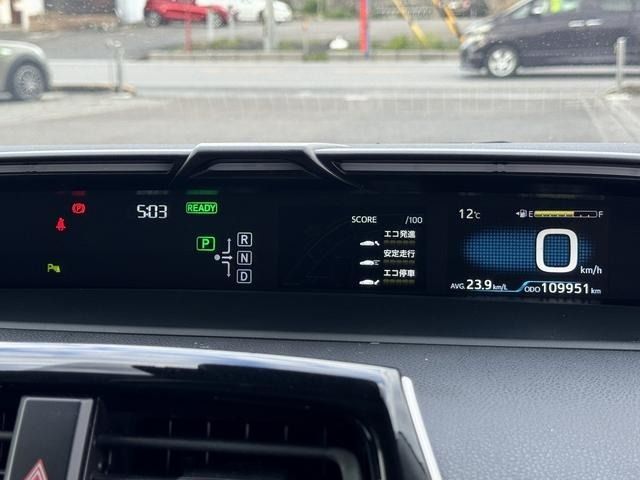 5:03
READY
P
R
N
D
SCORE /100
エコ発進
安定走行
エコ停車
12℃
E F
0 km/h
AVG. 23.9 km/L
ODO 109951 km
(P)